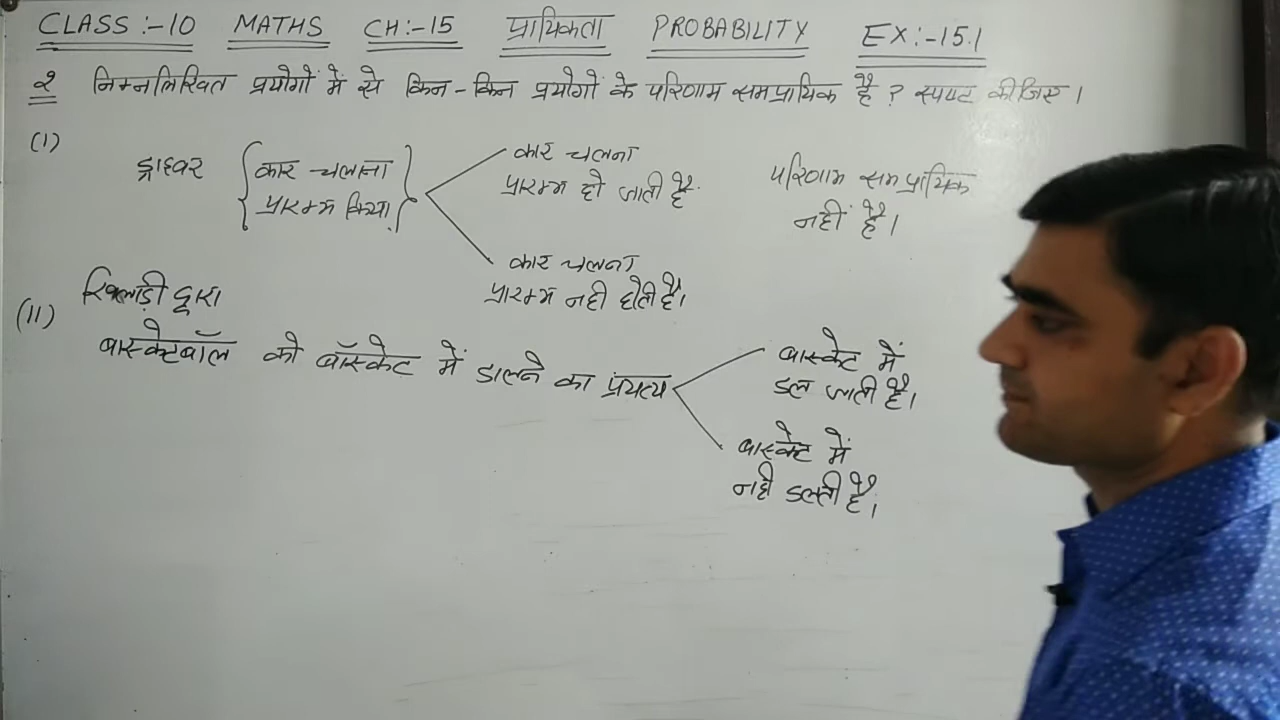 CLASS :- 10 MATHS CH:- 15 प्रायिकता PROBABILITY EX:- 15.1
2 निम्नलिखित प्रयोगों में से किन - किन प्रयोगों के परिणाम समप्रायिक है ? स्पष्ट कीजिए ।
(I)
ड्राइवर { कार चलाना
प्रारम्भ किया }
कार चलना
प्रारम्भ हो जाती है
कार चलना
प्रारम्भ नही होती है।
परिणाम समप्रायिक
नहीं है ।
(II) खिलाड़ी द्वारा
बास्केटबॉल को बॉस्केट में डालने का प्रयत्य
बास्केट में
डल जाती है।
बास्केट में
नही डलती है।